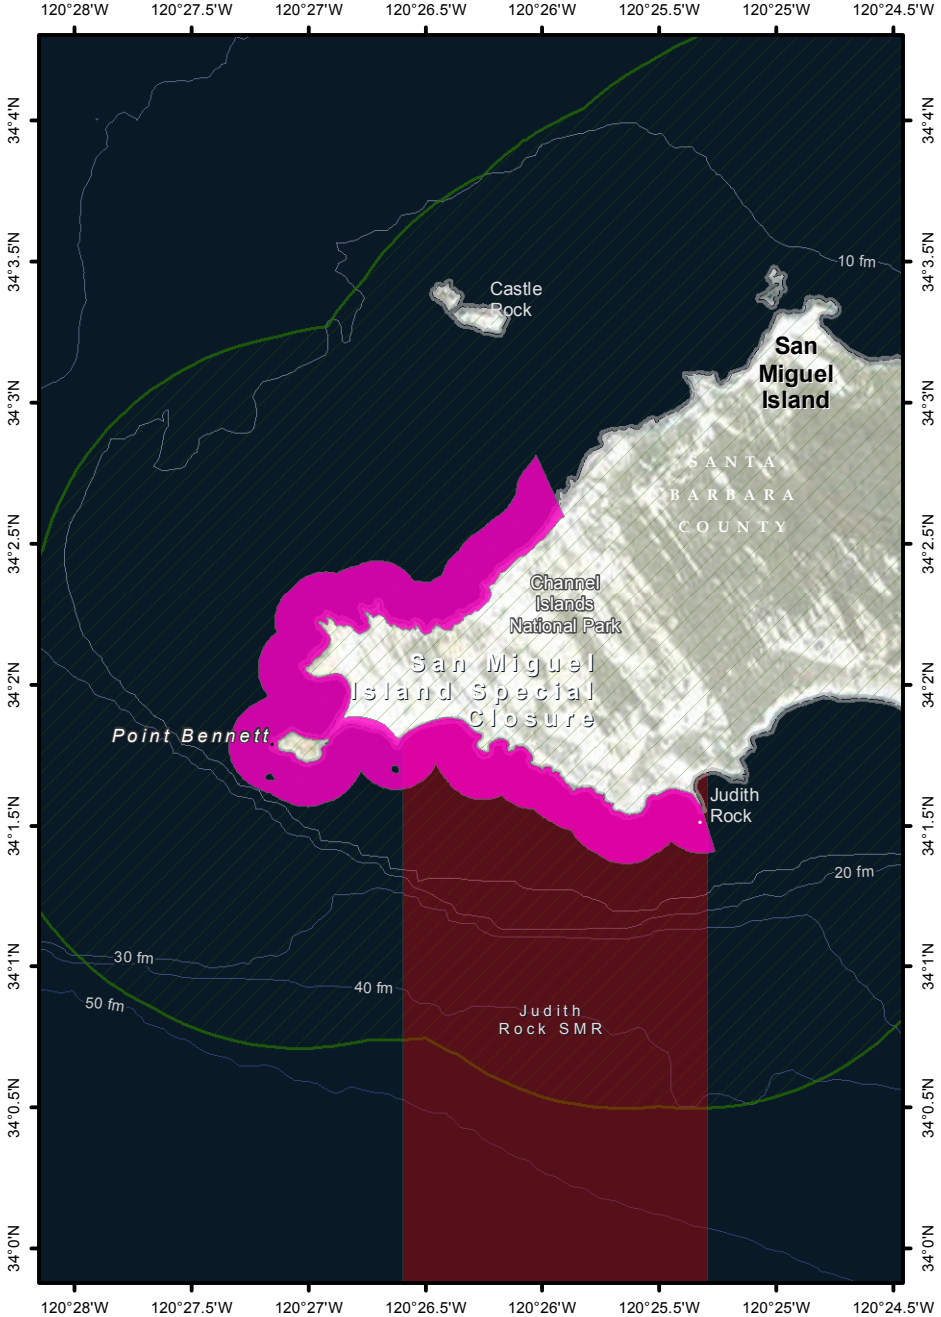 120°28'W 120°27.5'W 120°27'W 120°26.5'W 120°26'W 120°25.5'W 120°25'W 120°24.5'W
34°4'N 34°4'N
34°3.5'N 34°3.5'N
10 fm
Castle
Rock
San
Miguel
Island
34°3'N 34°3'N
SANTA
BARBARA
COUNTY
34°2.5'N 34°2.5'N
Channel
Islands
National Park
San Miguel
Island Special
Closure
34°2'N 34°2'N
Point Bennett
Judith
Rock
34°1.5'N 34°1.5'N
20 fm
30 fm
34°1'N 34°1'N
40 fm
50 fm
Judith
Rock SMR
34°0.5'N 34°0.5'N
34°0'N 34°0'N
120°28'W 120°27.5'W 120°27'W 120°26.5'W 120°26'W 120°25.5'W 120°25'W 120°24.5'W